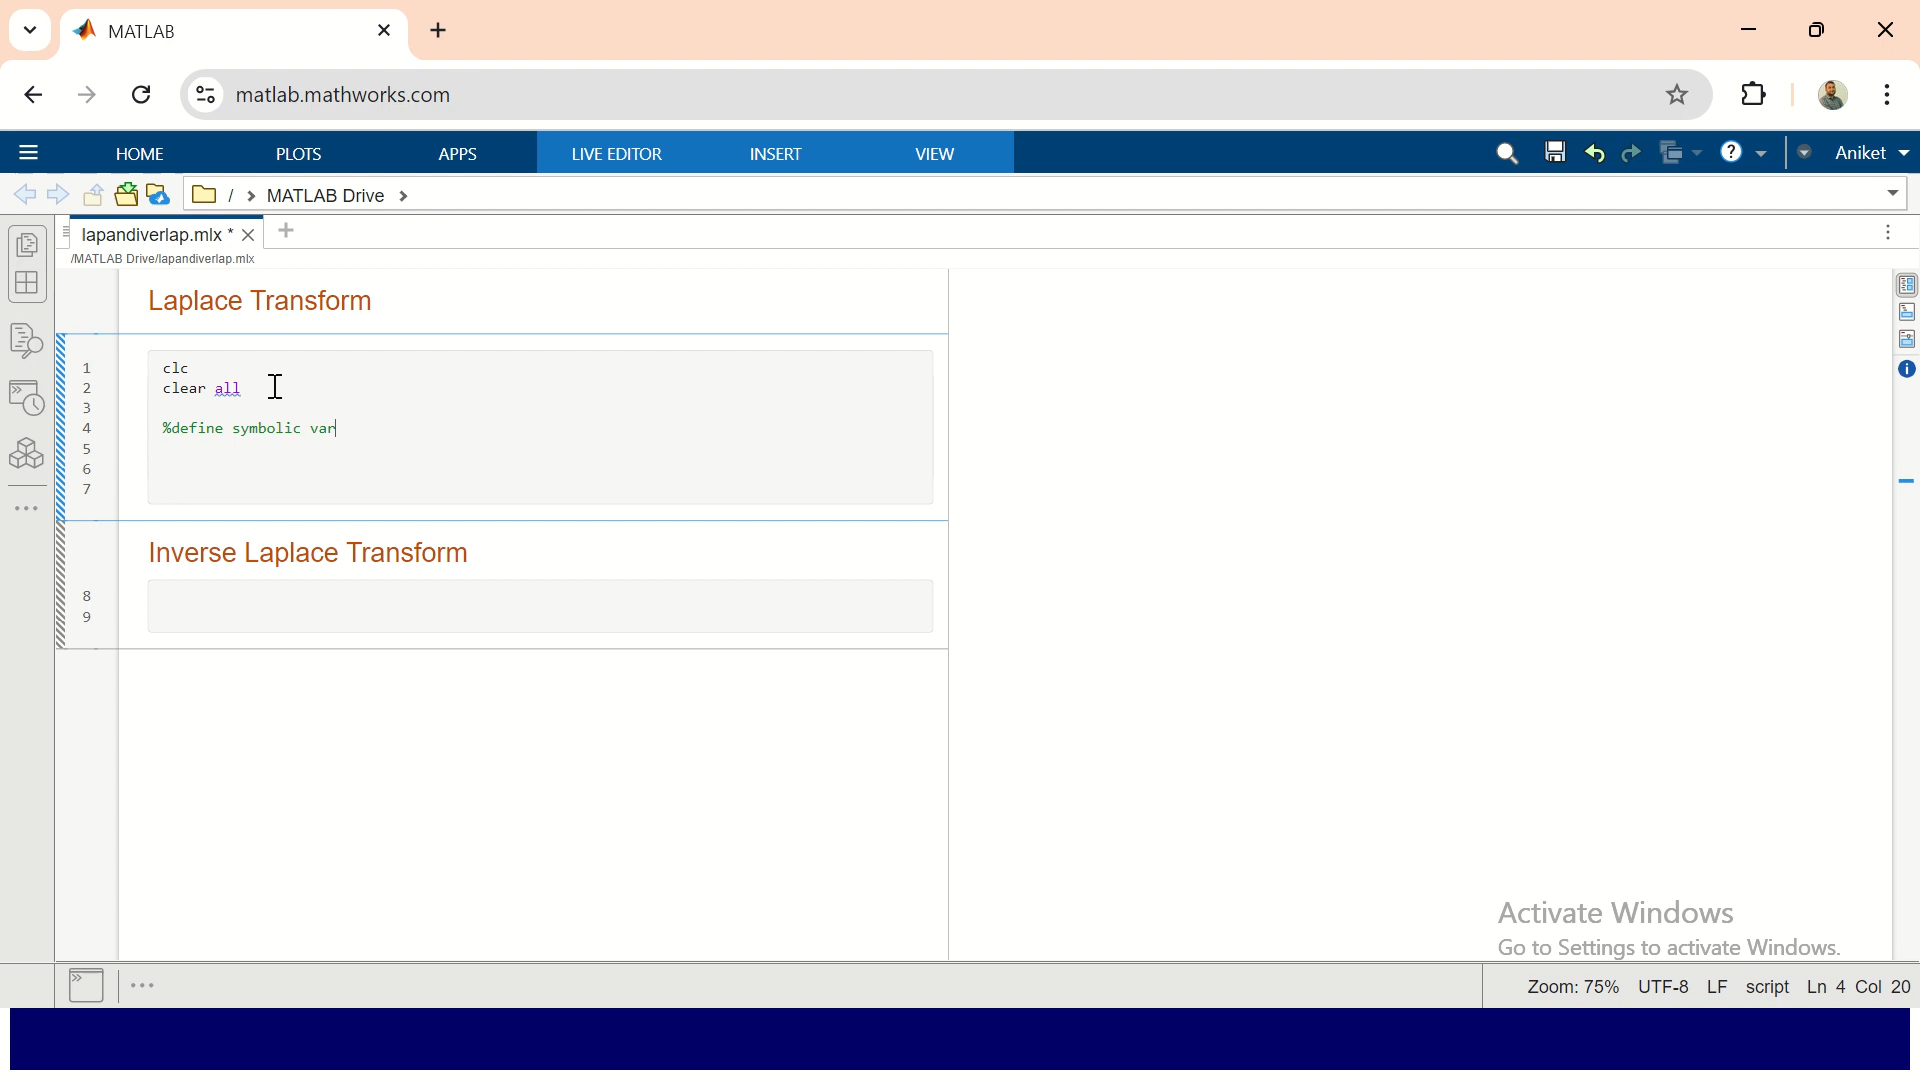 MATLAB
matlab.mathworks.com
HOME PLOTS APPS LIVE EDITOR INSERT VIEW Aniket
/ MATLAB Drive
lapandiverlap.mlx *
/MATLAB Drive/lapandiverlap.mlx
Laplace Transform
1 clc
2 clear all
3
4 %define symbolic var
5
6
7
Inverse Laplace Transform
8
9
Activate Windows
Go to Settings to activate Windows.
Zoom: 75% UTF-8 LF script Ln 4 Col 20